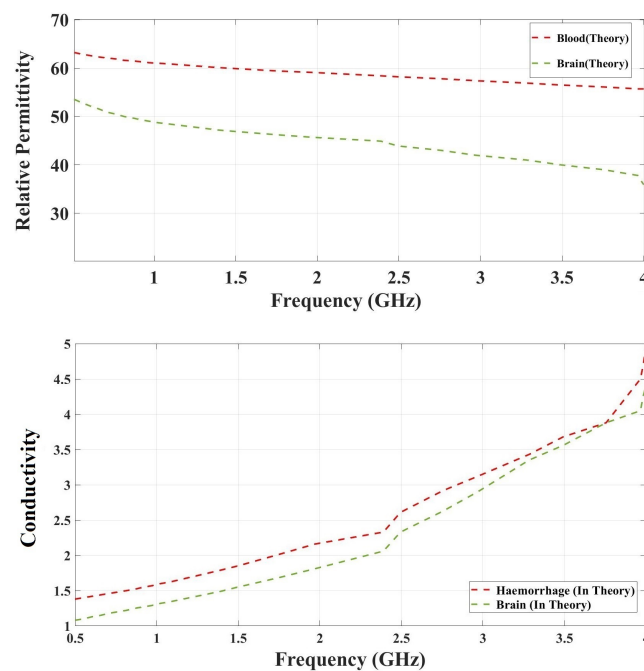 70
60
50
40
30
Relative Permittivity
Blood(Theory)
Brain(Theory)
1 1.5 2 2.5 3 3.5 4
Frequency (GHz)
5
4.5
4
3.5
3
2.5
2
1.5
1
Conductivity
Haemorrhage (In Theory)
Brain (In Theory)
0.5 1 1.5 2 2.5 3 3.5 4
Frequency (GHz)